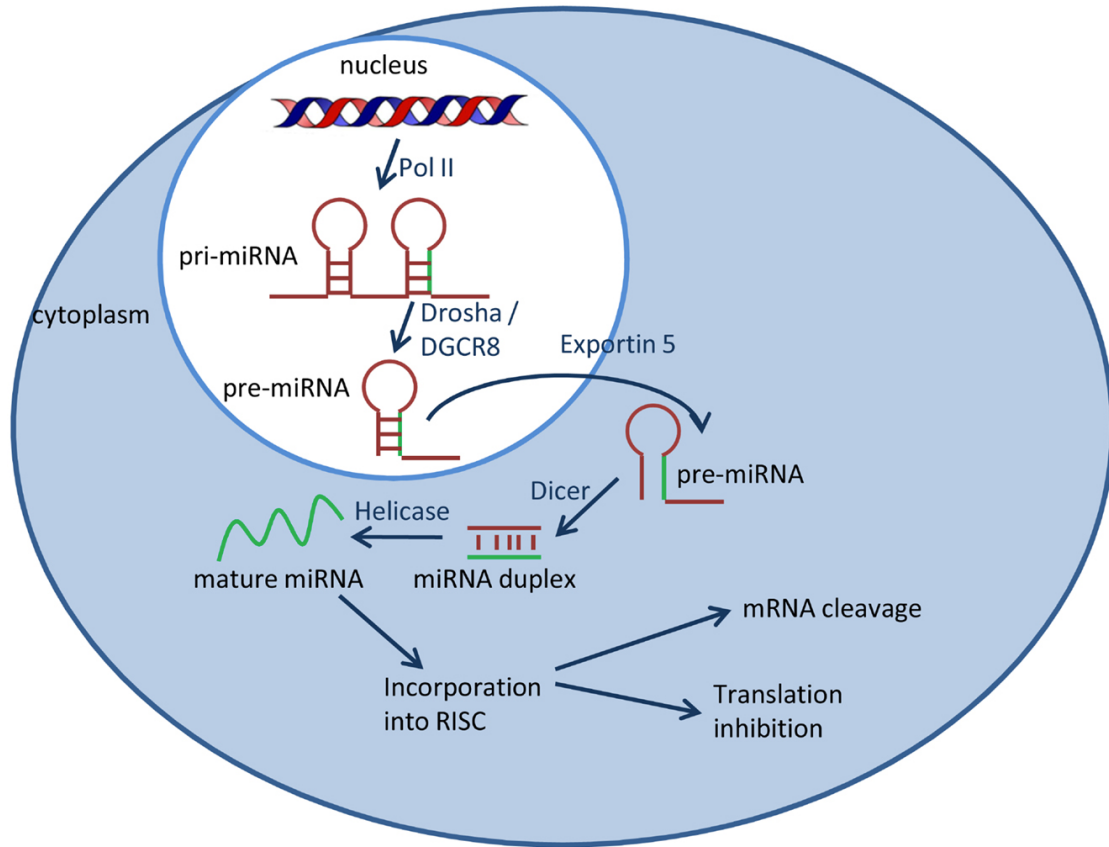 nucleus
Pol II
pri-miRNA
cytoplasm
Drosha /
DGCR8
Exportin 5
pre-miRNA
pre-miRNA
Dicer
Helicase
mature miRNA
miRNA duplex
mRNA cleavage
Incorporation
into RISC
Translation
inhibition